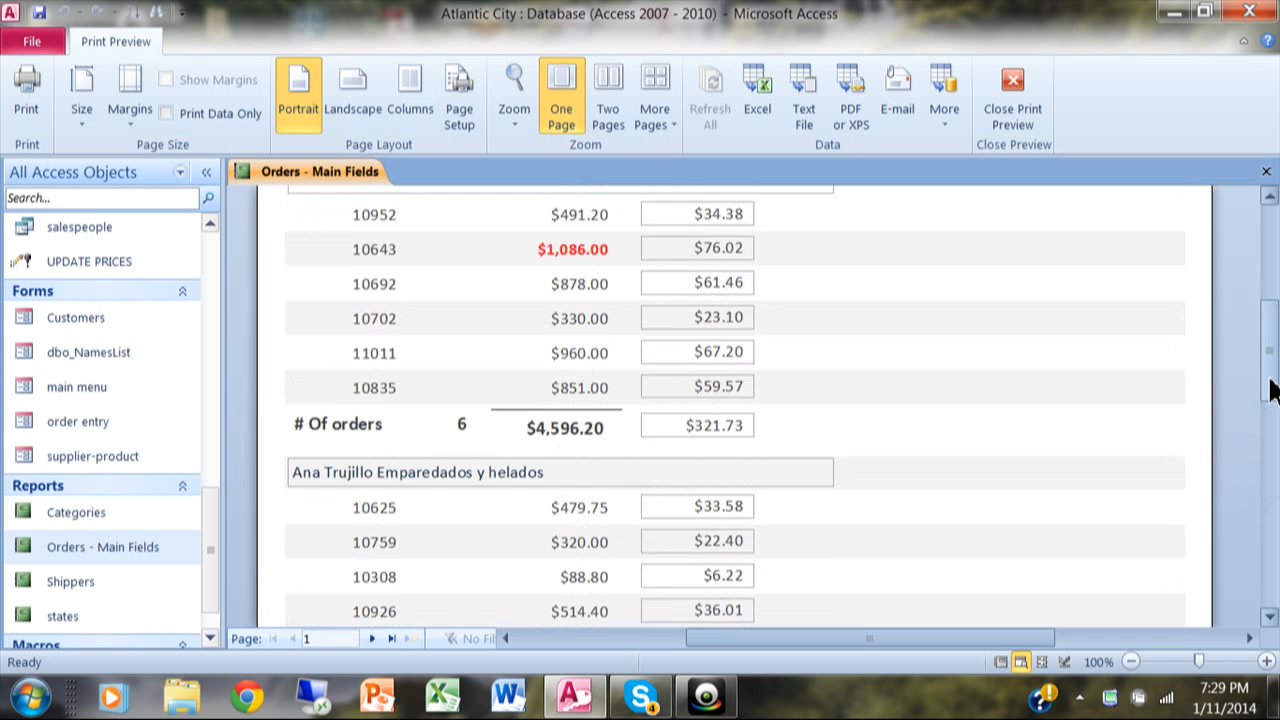 Atlantic City : Database (Access 2007 - 2010) - Microsoft Access
File Print Preview
Print
Size
Margins
Show Margins
Print Data Only
Portrait
Landscape
Columns
Page Setup
Zoom
One Page
Two Pages
More Pages
Refresh All
Excel
Text File
PDF or XPS
E-mail
More
Close Print Preview
Print Page Size Page Layout Zoom Data Close Preview
All Access Objects
Search...
salespeople
UPDATE PRICES
Forms
Customers
dbo_NamesList
main menu
order entry
supplier-product
Reports
Categories
Orders - Main Fields
Shippers
states
Macros
Orders - Main Fields
10952 $491.20 $34.38
10643 $1,086.00 $76.02
10692 $878.00 $61.46
10702 $330.00 $23.10
11011 $960.00 $67.20
10835 $851.00 $59.57
# Of orders 6 $4,596.20 $321.73
Ana Trujillo Emparedados y helados
10625 $479.75 $33.58
10759 $320.00 $22.40
10308 $88.80 $6.22
10926 $514.40 $36.01
Page: 1 No Fil
Ready 100%
7:29 PM
1/11/2014